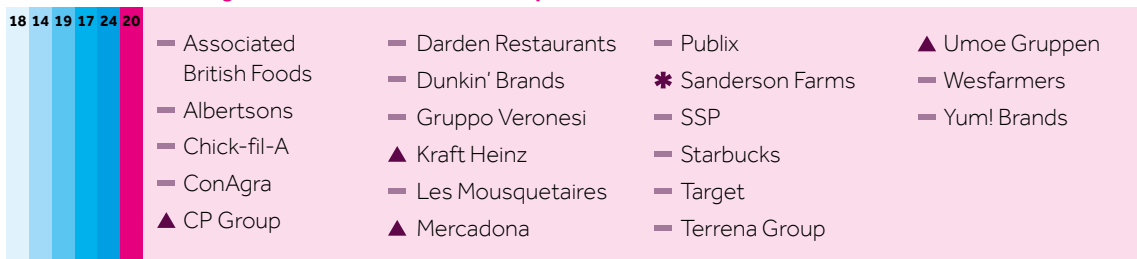 18 14 19 17 24 20
Associated
British Foods
Albertsons
Chick-fil-A
ConAgra
▲ CP Group
Darden Restaurants
Dunkin' Brands
Gruppo Veronesi
▲ Kraft Heinz
Les Mousquetaires
▲ Mercadona
Publix
✱ Sanderson Farms
SSP
Starbucks
Target
Terrena Group
▲ Umoe Gruppen
Wesfarmers
Yum! Brands